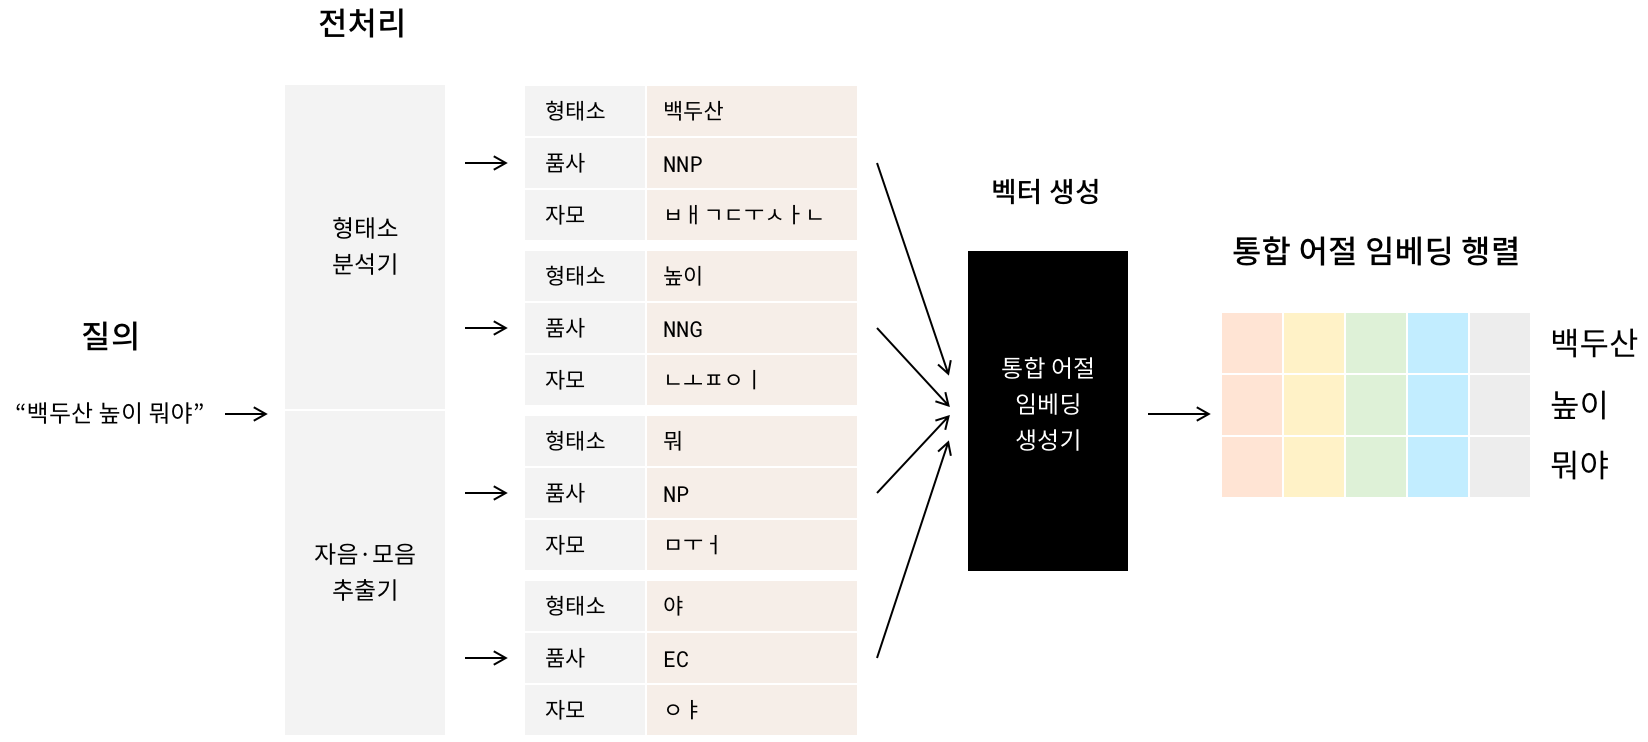 전처리
질의
“백두산 높이 뭐야”
형태소
분석기
자음·모음
추출기
형태소 백두산
품사 NNP
자모 ㅂㅐㄱㄷㅜㅅㅏㄴ
형태소 높이
품사 NNG
자모 ㄴㅗㅍㅇㅣ
형태소 뭐
품사 NP
자모 ㅁㅜㅓ
형태소 야
품사 EC
자모 ㅇㅑ
벡터 생성
통합 어절
임베딩
생성기
통합 어절 임베딩 행렬
백두산
높이
뭐야